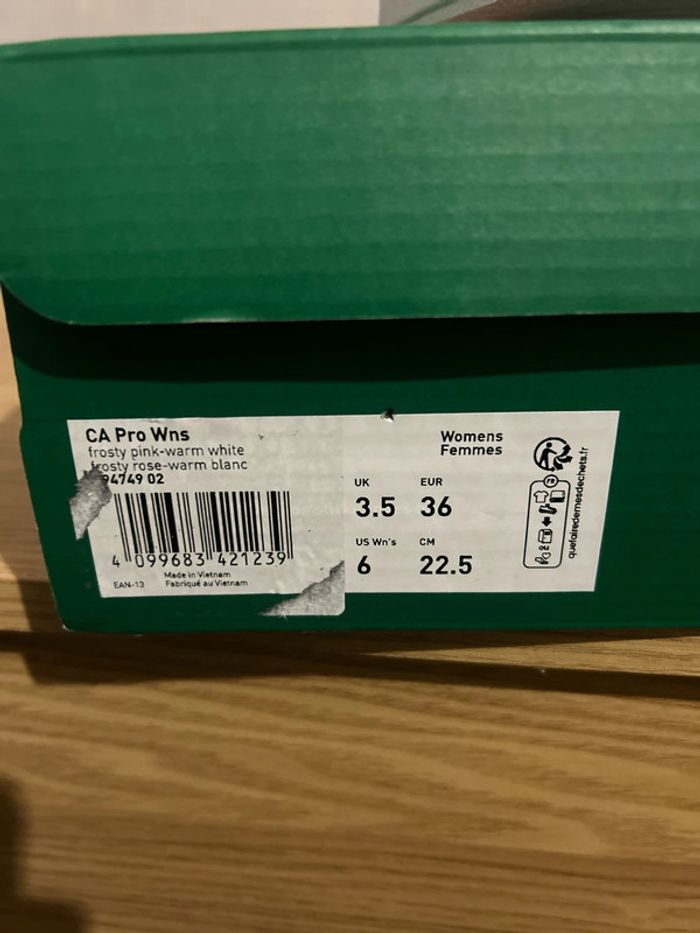 CA Pro Wns
frosty pink-warm white
frosty rose-warm blanc
94749 02
4 099683 421239
EAN-13
Made in Vietnam
Fabriqué au Vietnam
Womens
Femmes
UK
3.5
EUR
36
US Wn's
6
CM
22.5
FR
quefairedemesdechets.fr